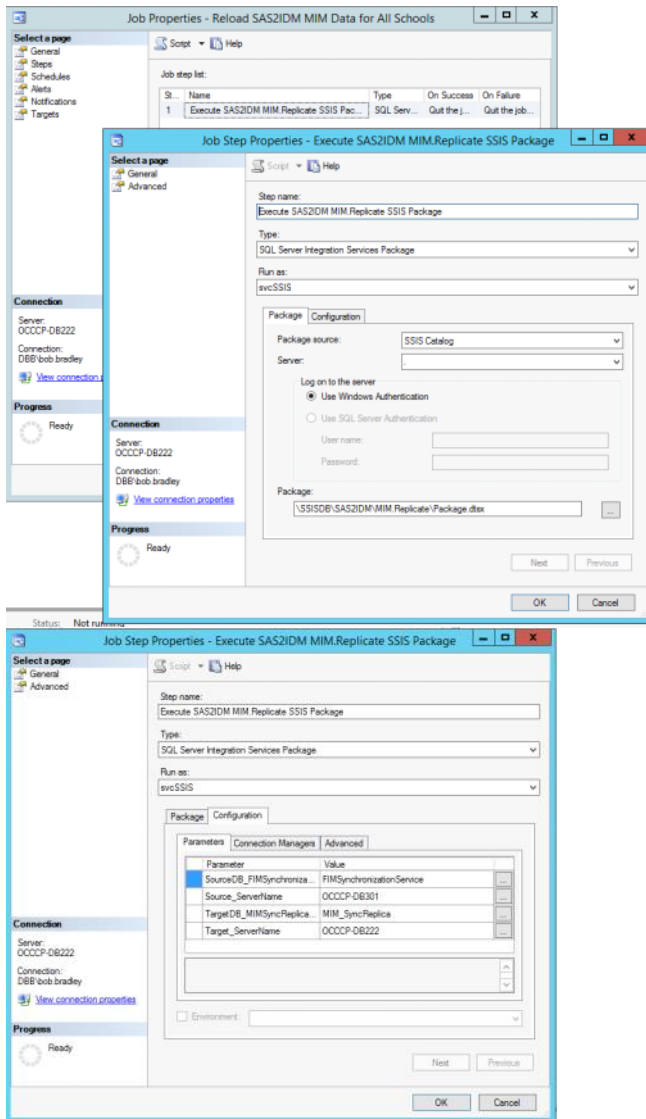 Job Properties - Reload SAS2IDM MIM Data for All Schools
Select a page
General
Steps
Schedules
Alerts
Notifications
Targets
Script Help
Job step list:
St... Name Type On Success On Failure
1 Execute SAS2IDM MIM.Replicate SSIS Pac... SQL Serv... Quit the j... Quit the job...
Connection
Server:
OCCCP-DB222
Connection:
DBB\bob.bradley
View connection p
Progress
Ready
Job Step Properties - Execute SAS2IDM MIM.Replicate SSIS Package
Select a page
General
Advanced
Script Help
Step name:
Execute SAS2IDM MIM.Replicate SSIS Package
Type:
SQL Server Integration Services Package
Run as:
svcSSIS
Package Configuration
Package source: SSIS Catalog
Server: .
Log on to the server
Use Windows Authentication
Use SQL Server Authentication
User name:
Password:
Package:
\SSISDB\SAS2IDM\MIM.Replicate\Package.dtsx
...
Connection
Server:
OCCCP-DB222
Connection:
DBB\bob.bradley
View connection properties
Progress
Ready
Next Previous
OK Cancel
Status: Not running
Job Step Properties - Execute SAS2IDM MIM.Replicate SSIS Package
Select a page
General
Advanced
Script Help
Step name:
Execute SAS2IDM MIM.Replicate SSIS Package
Type:
SQL Server Integration Services Package
Run as:
svcSSIS
Package Configuration
Parameters Connection Managers Advanced
Parameter Value
SourceDB_FIMSynchroniza... FIMSynchronizationService ...
Source_ServerName OCCCP-DB301 ...
TargetDB_MIMSyncReplica... MIM_SyncReplica ...
Target_ServerName OCCCP-DB222 ...
Environment:
Connection
Server:
OCCCP-DB222
Connection:
DBB\bob.bradley
View connection properties
Progress
Ready
Next Previous
OK Cancel